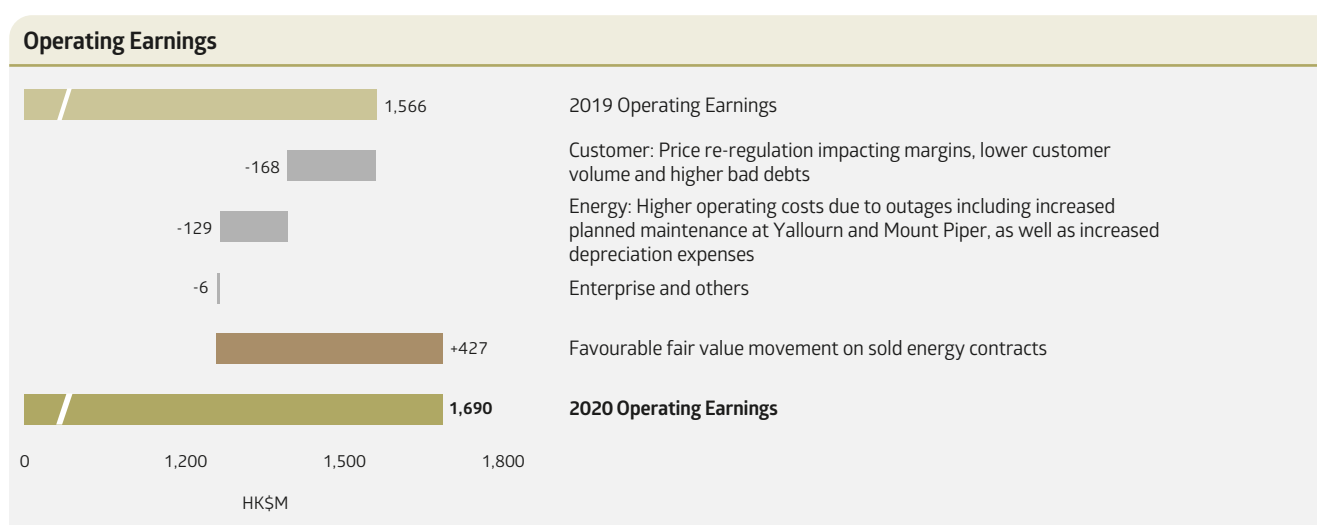 Operating Earnings
1,566
2019 Operating Earnings
-168
Customer: Price re-regulation impacting margins, lower customer
volume and higher bad debts
-129
Energy: Higher operating costs due to outages including increased
planned maintenance at Yallourn and Mount Piper, as well as increased
depreciation expenses
-6
Enterprise and others
+427
Favourable fair value movement on sold energy contracts
1,690
2020 Operating Earnings
0
1,200
1,500
1,800
HK$M